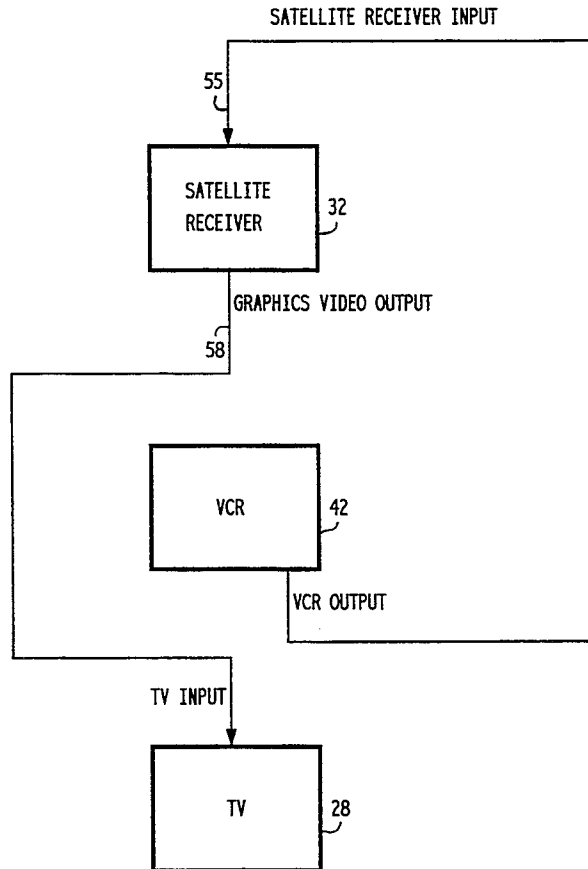 SATELLITE RECEIVER INPUT
55
SATELLITE
RECEIVER
32
GRAPHICS VIDEO OUTPUT
58
VCR
42
VCR OUTPUT
TV INPUT
TV
28